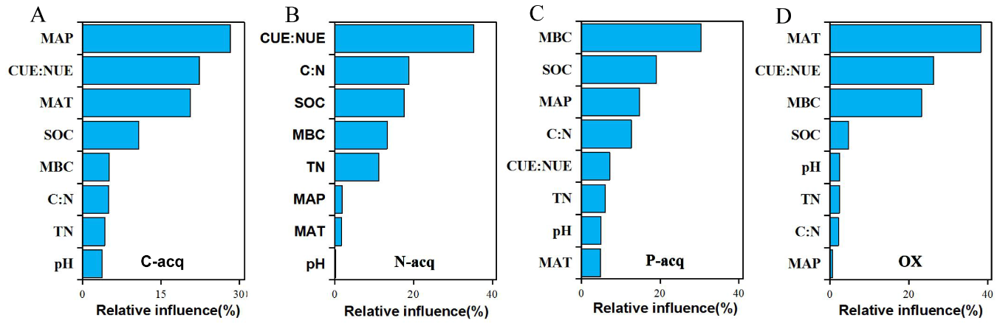 A
MAP
CUE:NUE
MAT
SOC
MBC
C:N
TN
pH
C-acq
0 15 301
Relative influence(%)
B
CUE:NUE
C:N
SOC
MBC
TN
MAP
MAT
pH
N-acq
0 20 40
Relative influence(%)
C
MBC
SOC
MAP
C:N
CUE:NUE
TN
pH
MAT
P-acq
0 20 40
Relative influence(%)
D
MAT
CUE:NUE
MBC
SOC
pH
TN
C:N
MAP
OX
0 20 40
Relative influence(%)